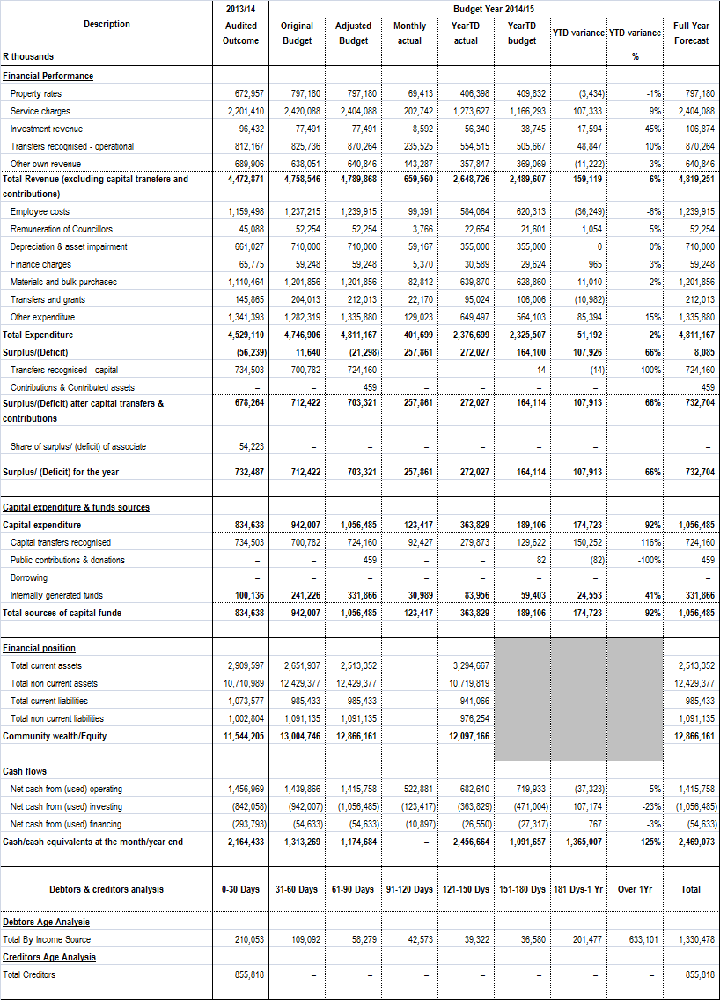 Description 2013/14 Budget Year 2014/15
Audited Outcome Original Budget Adjusted Budget Monthly actual YearTD actual YearTD budget YTD variance YTD variance Full Year Forecast
R thousands %
Financial Performance
Property rates 672,957 797,180 797,180 69,413 406,398 409,832 (3,434) -1% 797,180
Service charges 2,201,410 2,420,088 2,404,088 202,742 1,273,627 1,166,293 107,333 9% 2,404,088
Investment revenue 96,432 77,491 77,491 8,592 56,340 38,745 17,594 45% 106,874
Transfers recognised - operational 812,167 825,736 870,264 235,525 554,515 505,667 48,847 10% 870,264
Other own revenue 689,906 638,051 640,846 143,287 357,847 369,069 (11,222) -3% 640,846
Total Revenue (excluding capital transfers and 4,472,871 4,758,546 4,789,868 659,560 2,648,726 2,489,607 159,119 6% 4,819,251
contributions)
Employee costs 1,159,498 1,237,215 1,239,915 99,391 584,064 620,313 (36,249) -6% 1,239,915
Remuneration of Councillors 45,088 52,254 52,254 3,766 22,654 21,601 1,054 5% 52,254
Depreciation & asset impairment 661,027 710,000 710,000 59,167 355,000 355,000 0 0% 710,000
Finance charges 65,775 59,248 59,248 5,370 30,589 29,624 965 3% 59,248
Materials and bulk purchases 1,110,464 1,201,856 1,201,856 82,812 639,870 628,860 11,010 2% 1,201,856
Transfers and grants 145,865 204,013 212,013 22,170 95,024 106,006 (10,982) 212,013
Other expenditure 1,341,393 1,282,319 1,335,880 129,023 649,497 564,103 85,394 15% 1,335,880
Total Expenditure 4,529,110 4,746,906 4,811,167 401,699 2,376,699 2,325,507 51,192 2% 4,811,167
Surplus/(Deficit) (56,239) 11,640 (21,298) 257,861 272,027 164,100 107,926 66% 8,085
Transfers recognised - capital 734,503 700,782 724,160 – – 14 (14) -100% 724,160
Contributions & Contributed assets – – 459 – – – – 459
Surplus/(Deficit) after capital transfers & 678,264 712,422 703,321 257,861 272,027 164,114 107,913 66% 732,704
contributions
Share of surplus/ (deficit) of associate 54,223 – – – – – – –
Surplus/ (Deficit) for the year 732,487 712,422 703,321 257,861 272,027 164,114 107,913 66% 732,704
Capital expenditure & funds sources
Capital expenditure 834,638 942,007 1,056,485 123,417 363,829 189,106 174,723 92% 1,056,485
Capital transfers recognised 734,503 700,782 724,160 92,427 279,873 129,622 150,252 116% 724,160
Public contributions & donations – – 459 – – 82 (82) -100% 459
Borrowing – – – – – – – –
Internally generated funds 100,136 241,226 331,866 30,989 83,956 59,403 24,553 41% 331,866
Total sources of capital funds 834,638 942,007 1,056,485 123,417 363,829 189,106 174,723 92% 1,056,485
Financial position
Total current assets 2,909,597 2,651,937 2,513,352 3,294,667 2,513,352
Total non current assets 10,710,989 12,429,377 12,429,377 10,719,819 12,429,377
Total current liabilities 1,073,577 985,433 985,433 941,066 985,433
Total non current liabilities 1,002,804 1,091,135 1,091,135 976,254 1,091,135
Community wealth/Equity 11,544,205 13,004,746 12,866,161 12,097,166 12,866,161
Cash flows
Net cash from (used) operating 1,456,969 1,439,866 1,415,758 522,881 682,610 719,933 (37,323) -5% 1,415,758
Net cash from (used) investing (842,058) (942,007) (1,056,485) (123,417) (363,829) (471,004) 107,174 -23% (1,056,485)
Net cash from (used) financing (293,793) (54,633) (54,633) (10,897) (26,550) (27,317) 767 -3% (54,633)
Cash/cash equivalents at the month/year end 2,164,433 1,313,269 1,174,684 – 2,456,664 1,091,657 1,365,007 125% 2,469,073
Debtors & creditors analysis 0-30 Days 31-60 Days 61-90 Days 91-120 Days 121-150 Dys 151-180 Dys 181 Dys-1 Yr Over 1Yr Total
Debtors Age Analysis
Total By Income Source 210,053 109,092 58,279 42,573 39,322 36,580 201,477 633,101 1,330,478
Creditors Age Analysis
Total Creditors 855,818 – – – – – – – 855,818